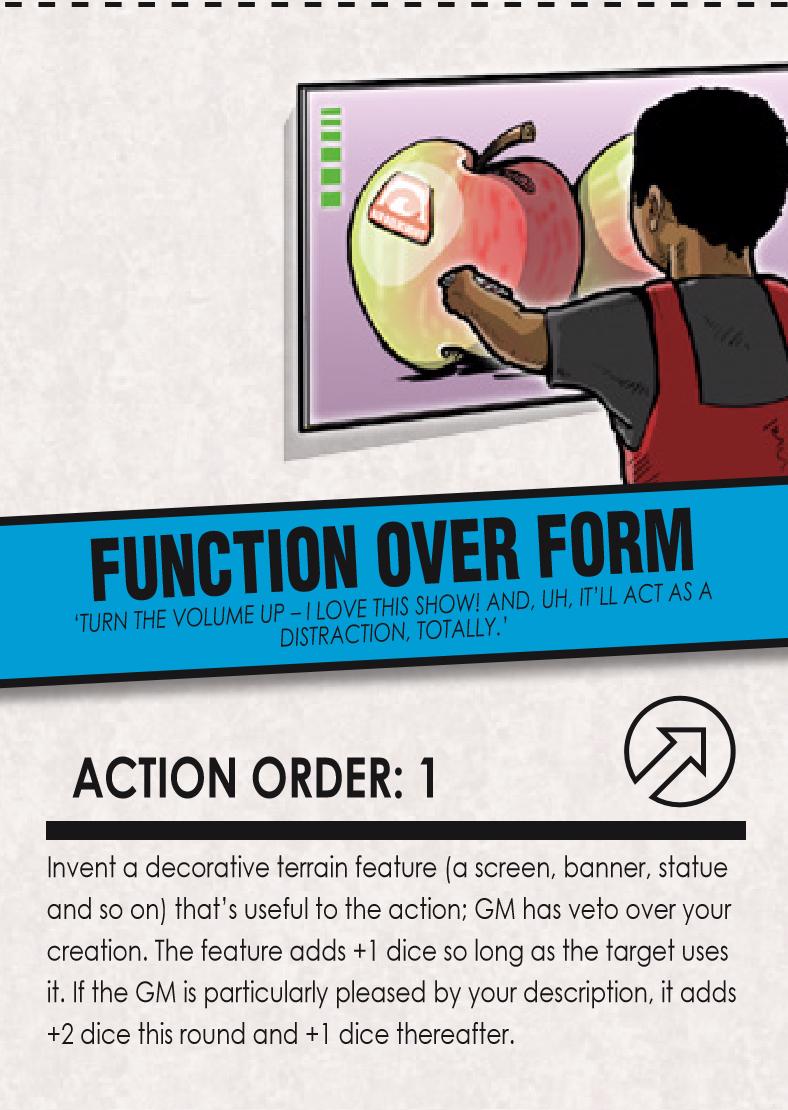 FUNCTION OVER FORM
‘TURN THE VOLUME UP – I LOVE THIS SHOW! AND, UH, IT’LL ACT AS A
DISTRACTION, TOTALLY.’
ACTION ORDER: 1
Invent a decorative terrain feature (a screen, banner, statue
and so on) that’s useful to the action; GM has veto over your
creation. The feature adds +1 dice so long as the target uses
it. If the GM is particularly pleased by your description, it adds
+2 dice this round and +1 dice thereafter.